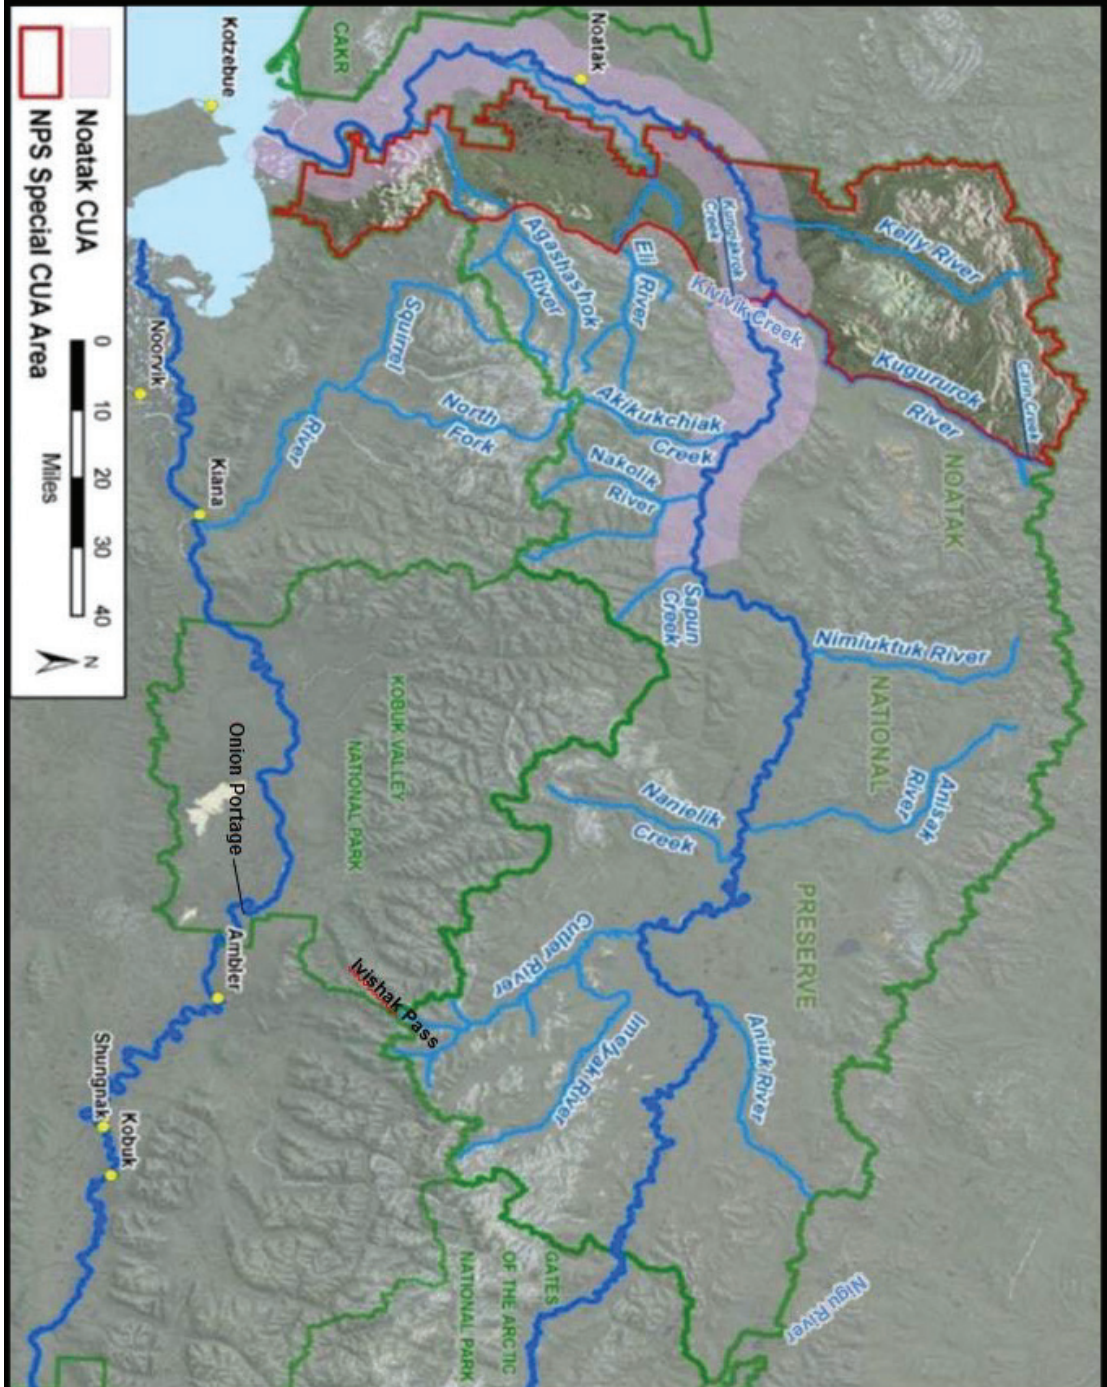 Kelly River
Creek
Kugururok
River
NOATAK
Nimiuktuk River
NATIONAL
Anisak
River
PRESERVE
Aniuk River
Nigu River
Noatak
Kungiakrok
Creek
Kivivik Creek
Eli
River
Agashashok
River
Akikukchiak
Creek
Nakolik
River
Sapun
Creek
Nanielik
Creek
Cutler River
Imelyak River
Ivishak Pass
GATES
OF THE ARCTIC
NATIONAL PARK
CAKR
Kotzebue
Squirrel
River
North
Fork
KOBUK VALLEY
NATIONAL PARK
Onion Portage
Noorvik
Kiana
Ambler
Shungnak
Kobuk
Noatak CUA
NPS Special CUA Area
0 10 20 30 40
Miles
N